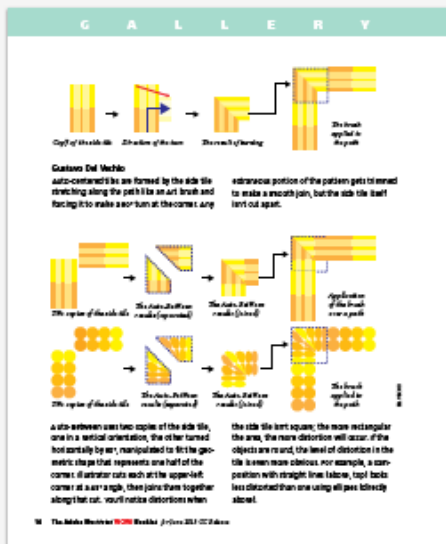 GALLERY
The brush
applied to
the path
Copy of the side tile
Direction of the turn
The result of turning
Gustavo Del Vechio
Auto-centered tiles are formed by the side tile
stretching along the path like an Art brush and
forcing it to make a 90° turn at the corner. Any
extraneous portion of the pattern gets trimmed
to make a smooth join, but the side tile itself
isn't cut apart.
Two copies of the side tile
The Auto-Between
results (separated)
The Auto-Between
results (joined)
Application
of the brush
over a path
Two copies of the side tile
The Auto-Between
results (separated)
The Auto-Between
results (joined)
The brush
applied to
the path
Auto-Between uses two copies of the side tile,
one in a vertical orientation, the other turned
horizontally by 90°, manipulated to fit the geo-
metric shape that represents one half of the
corner. Illustrator cuts each at the upper-left
corner at a 45° angle, then joins them together
along that cut. You'll notice distortions when
the side tile isn't square; the more rectangular
the area, the more distortion will occur. If the
objects are round, the level of distortion in the
tile is even more obvious. For example, a com-
position with straight lines (above, top) looks
less distorted than one using ellipses (directly
above).
The Adobe Illustrator WOW! Booklet for June 2013 CC Release